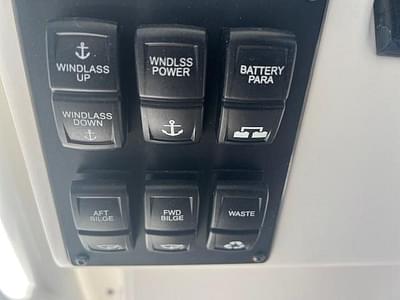 WINDLASS
UP
WINDLASS
DOWN
WNDLSS
POWER
BATTERY
PARA
AFT
BILGE
FWD
BILGE
WASTE